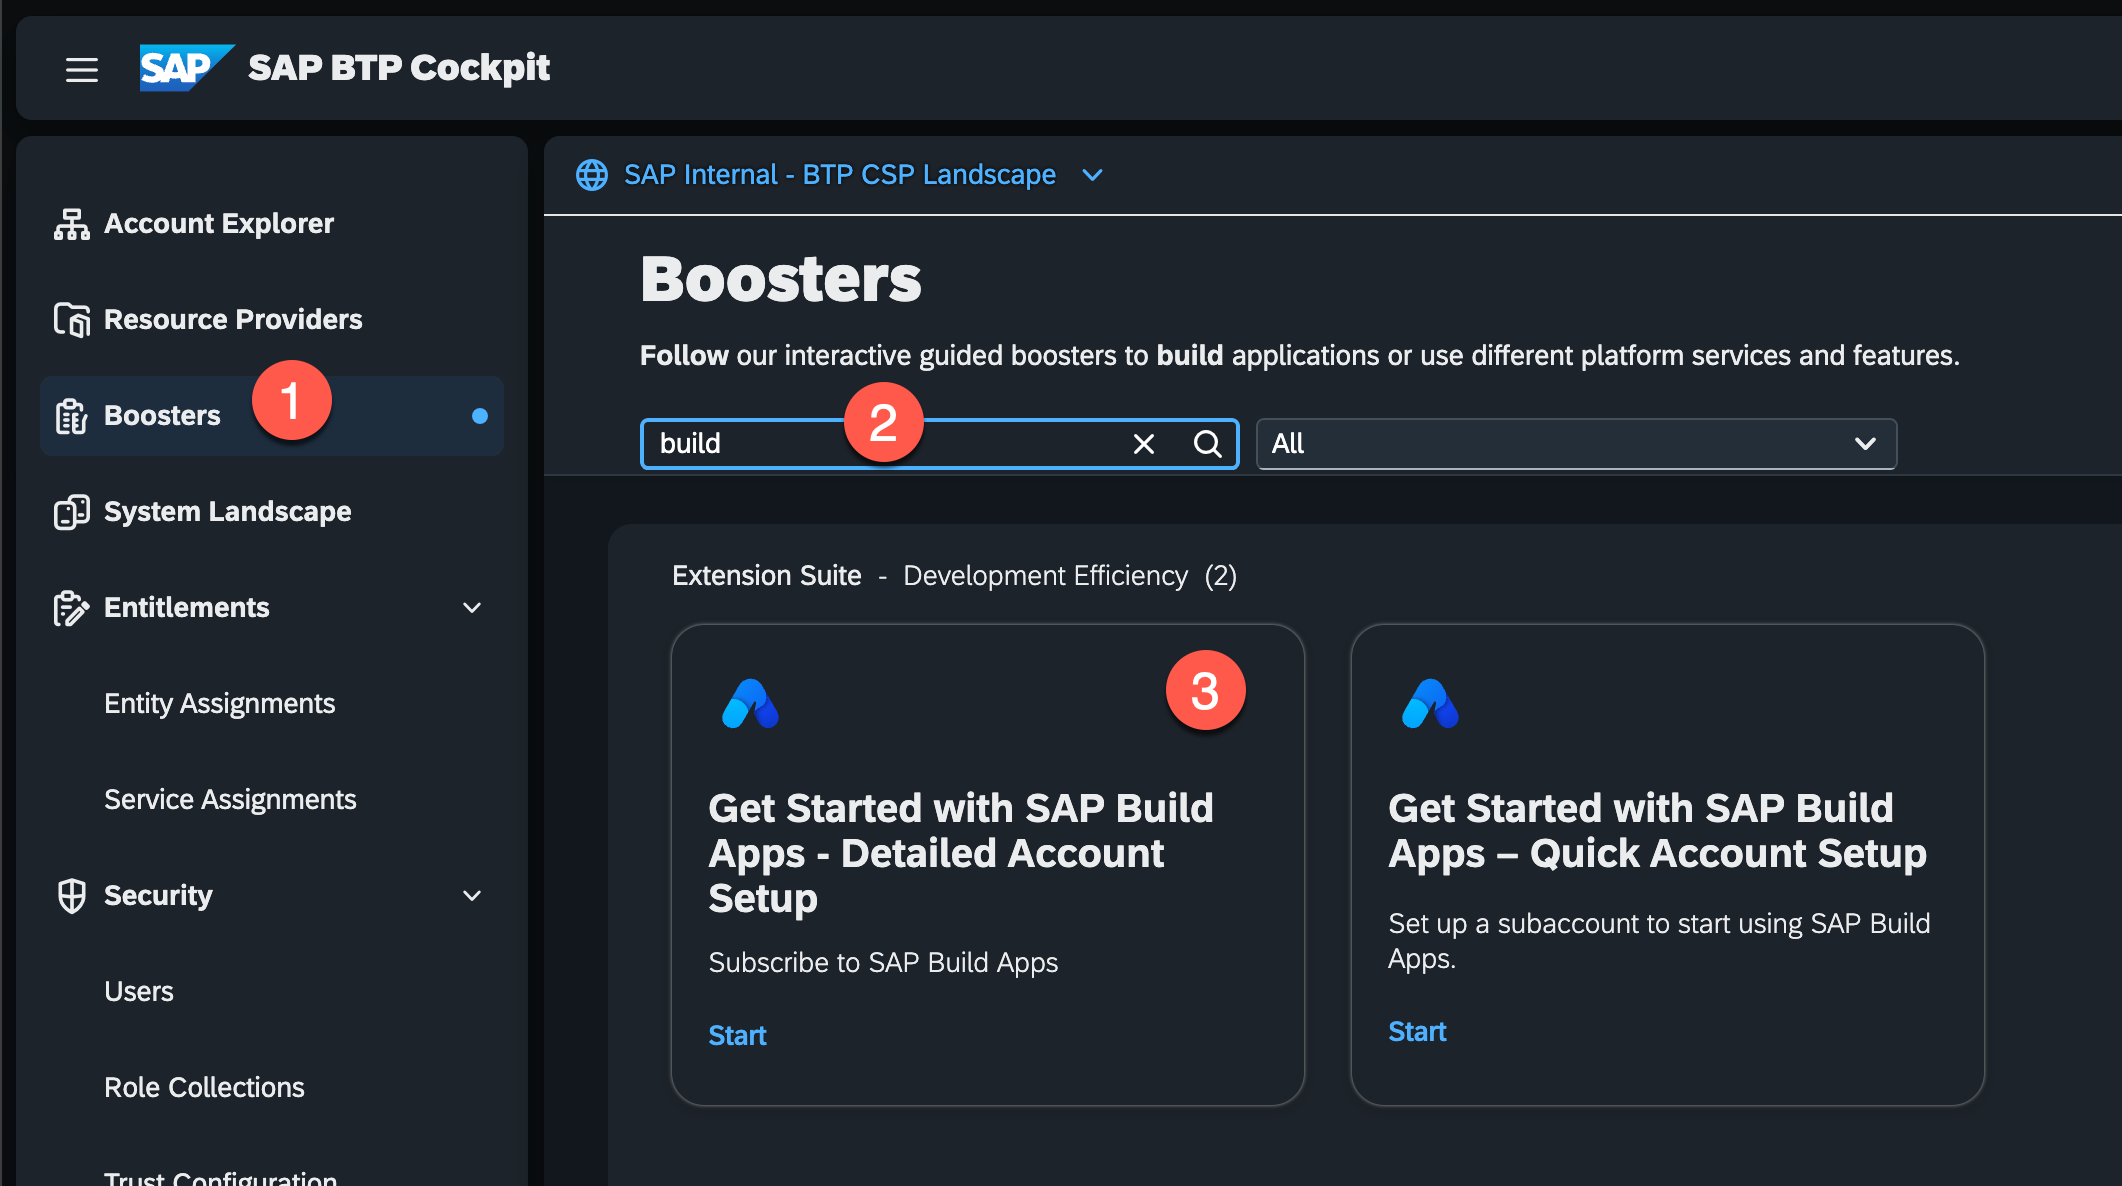 SAP SAP BTP Cockpit
Account Explorer
Resource Providers
Boosters
1
System Landscape
Entitlements
Entity Assignments
Service Assignments
Security
Users
Role Collections
Trust Configuration
SAP Internal - BTP CSP Landscape
Boosters
Follow our interactive guided boosters to build applications or use different platform services and features.
build
2
All
Extension Suite - Development Efficiency (2)
3
Get Started with SAP Build
Apps - Detailed Account
Setup
Subscribe to SAP Build Apps
Start
Get Started with SAP Build
Apps – Quick Account Setup
Set up a subaccount to start using SAP Build
Apps.
Start